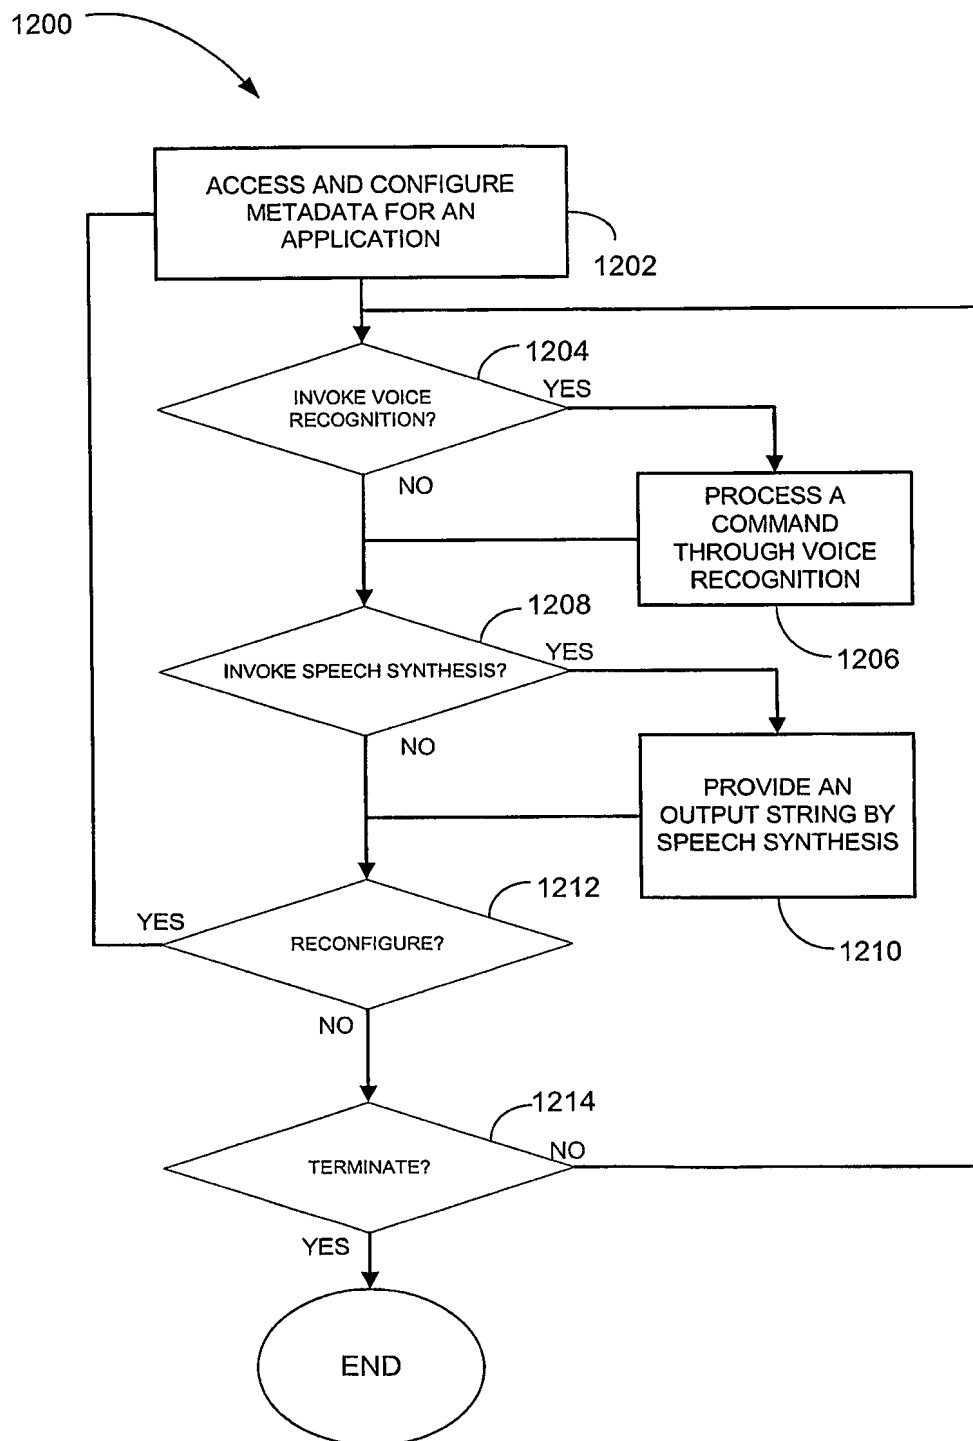 1200
ACCESS AND CONFIGURE
METADATA FOR AN
APPLICATION
1202
1204
INVOKE VOICE
RECOGNITION?
YES
NO
PROCESS A
COMMAND
THROUGH VOICE
RECOGNITION
1206
1208
INVOKE SPEECH SYNTHESIS?
YES
NO
PROVIDE AN
OUTPUT STRING BY
SPEECH SYNTHESIS
1210
1212
YES
RECONFIGURE?
NO
1214
TERMINATE?
NO
YES
END